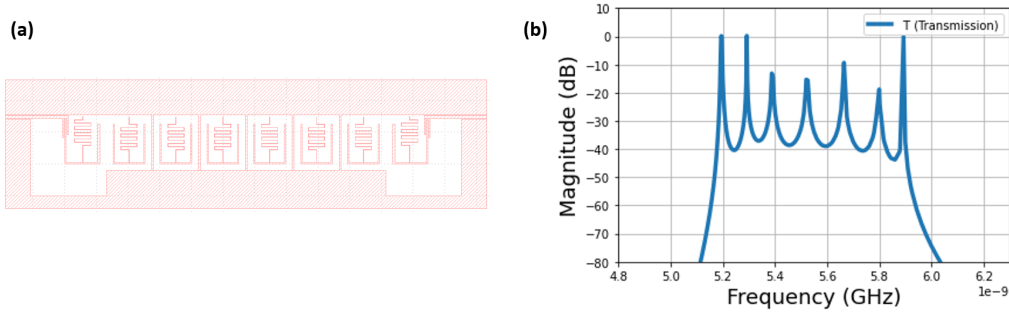 (a)
(b)
10
0
−10
−20
−30
−40
−50
−60
−70
−80
Magnitude (dB)
T (Transmission)
4.8 5.0 5.2 5.4 5.6 5.8 6.0 6.2
1e−9
Frequency (GHz)